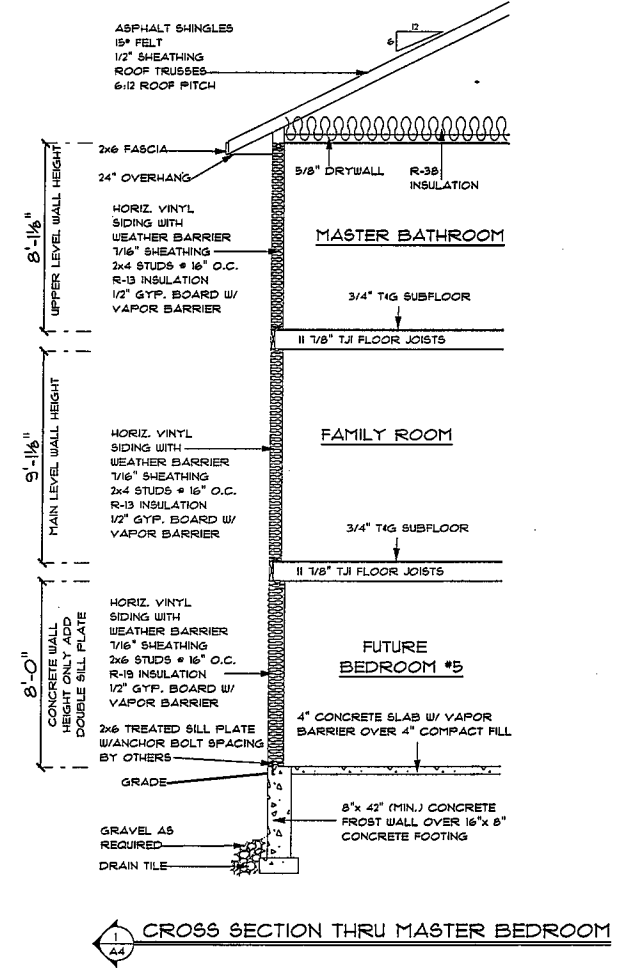 ASPHALT SHINGLES
15# FELT
1/2" SHEATHING
ROOF TRUSSES
6:12 ROOF PITCH
12
6
2x6 FASCIA
24" OVERHANG
5/8" DRYWALL
R-38
INSULATION
8'-1 1/8"
UPPER LEVEL WALL HEIGHT
HORIZ. VINYL
SIDING WITH
WEATHER BARRIER
7/16" SHEATHING
2x4 STUDS @ 16" O.C.
R-13 INSULATION
1/2" GYP. BOARD W/
VAPOR BARRIER
MASTER BATHROOM
3/4" T&G SUBFLOOR
11 7/8" TJI FLOOR JOISTS
9'-1 1/8"
MAIN LEVEL WALL HEIGHT
HORIZ. VINYL
SIDING WITH
WEATHER BARRIER
7/16" SHEATHING
2x4 STUDS @ 16" O.C.
R-13 INSULATION
1/2" GYP. BOARD W/
VAPOR BARRIER
FAMILY ROOM
3/4" T&G SUBFLOOR
11 7/8" TJI FLOOR JOISTS
8'-0"
CONCRETE WALL
HEIGHT ONLY ADD
DOUBLE SILL PLATE
HORIZ. VINYL
SIDING WITH
WEATHER BARRIER
7/16" SHEATHING
2x6 STUDS @ 16" O.C.
R-19 INSULATION
1/2" GYP. BOARD W/
VAPOR BARRIER
FUTURE
BEDROOM #5
2x6 TREATED SILL PLATE
W/ANCHOR BOLT SPACING
BY OTHERS
4" CONCRETE SLAB W/ VAPOR
BARRIER OVER 4" COMPACT FILL
GRADE
8"x 42" (MIN.) CONCRETE
FROST WALL OVER 16"x 8"
CONCRETE FOOTING
GRAVEL AS
REQUIRED
DRAIN TILE
1
A4
CROSS SECTION THRU MASTER BEDROOM